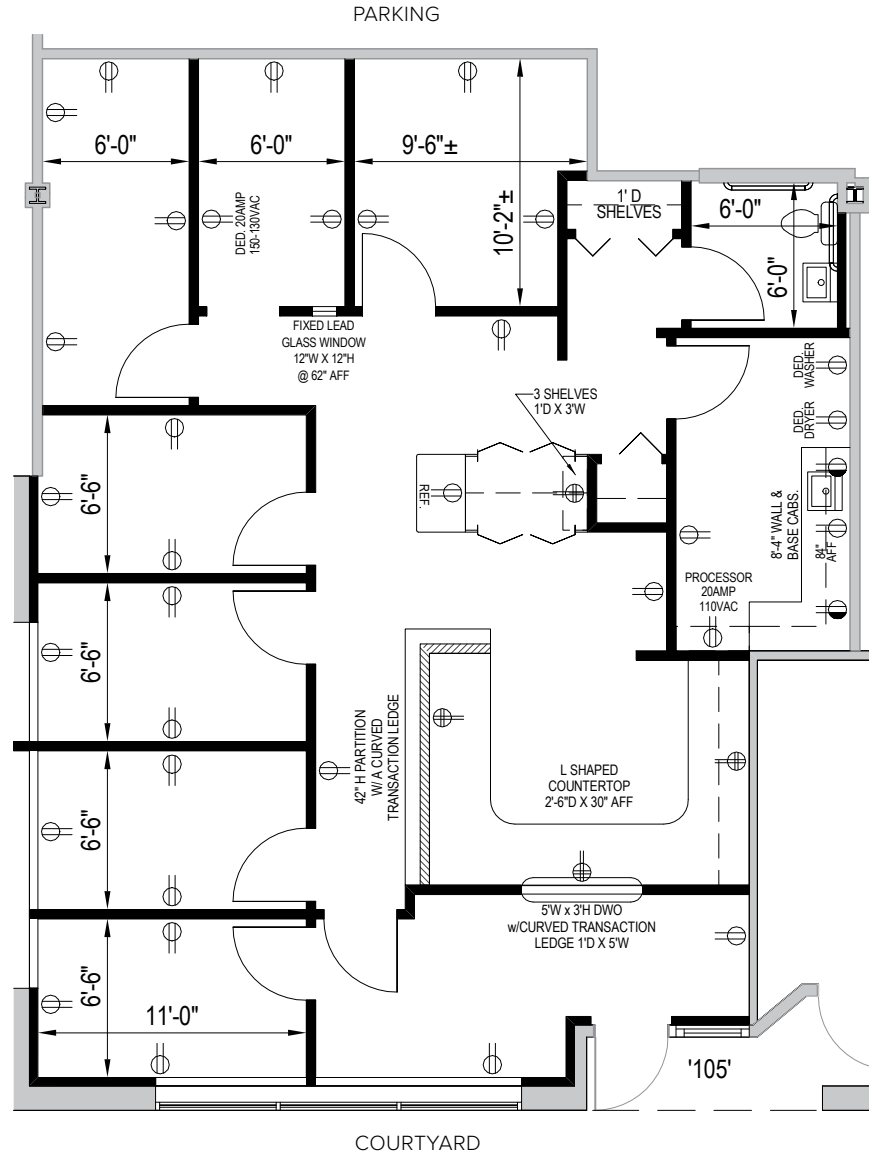 PARKING
6'-0"
6'-0"
9'-6"±
10'-2"±
DED. 20AMP
150-130VAC
1' D
SHELVES
6'-0"
6'-0"
FIXED LEAD
GLASS WINDOW
12"W X 12"H
@ 62" AFF
DED.
WASHER
DED.
DRYER
3 SHELVES
1'D X 3'W
REF.
6'-6"
8'-4" WALL &
BASE CABS.
84"
AFF
PROCESSOR
20AMP
110VAC
6'-6"
42" H PARTITION
W/ A CURVED
TRANSACTION LEDGE
L SHAPED
COUNTERTOP
2'-6"D X 30" AFF
6'-6"
5'W x 3'H DWO
w/CURVED TRANSACTION
LEDGE 1'D X 5'W
6'-6"
11'-0"
'105'
COURTYARD